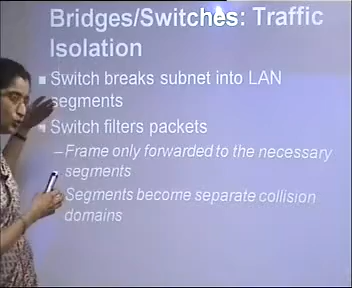 Bridges/Switches: Traffic
Isolation
Switch breaks subnet into LAN
segments
Switch filters packets
–Frame only forwarded to the necessary
segments
Segments become separate collision
domains